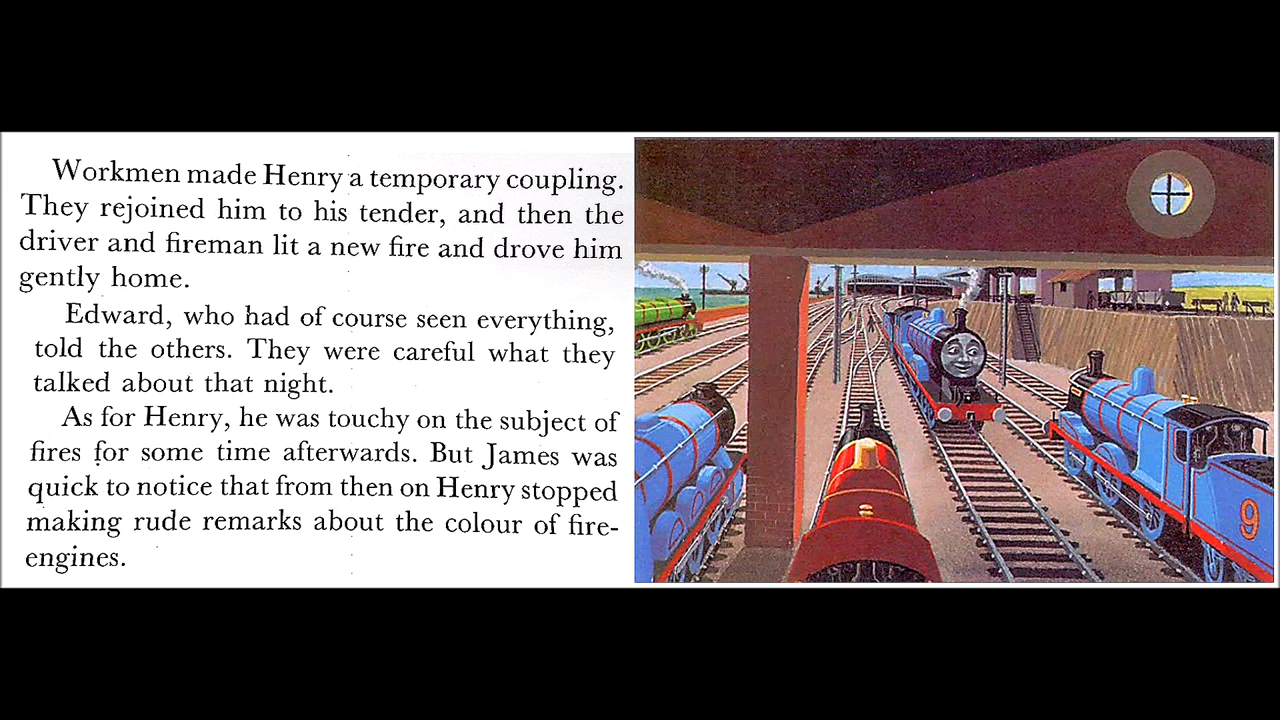 Workmen made Henry a temporary coupling.
They rejoined him to his tender, and then the
driver and fireman lit a new fire and drove him
gently home.
Edward, who had of course seen everything,
told the others. They were careful what they
talked about that night.
As for Henry, he was touchy on the subject of
fires for some time afterwards. But James was
quick to notice that from then on Henry stopped
making rude remarks about the colour of fire-
engines.
9